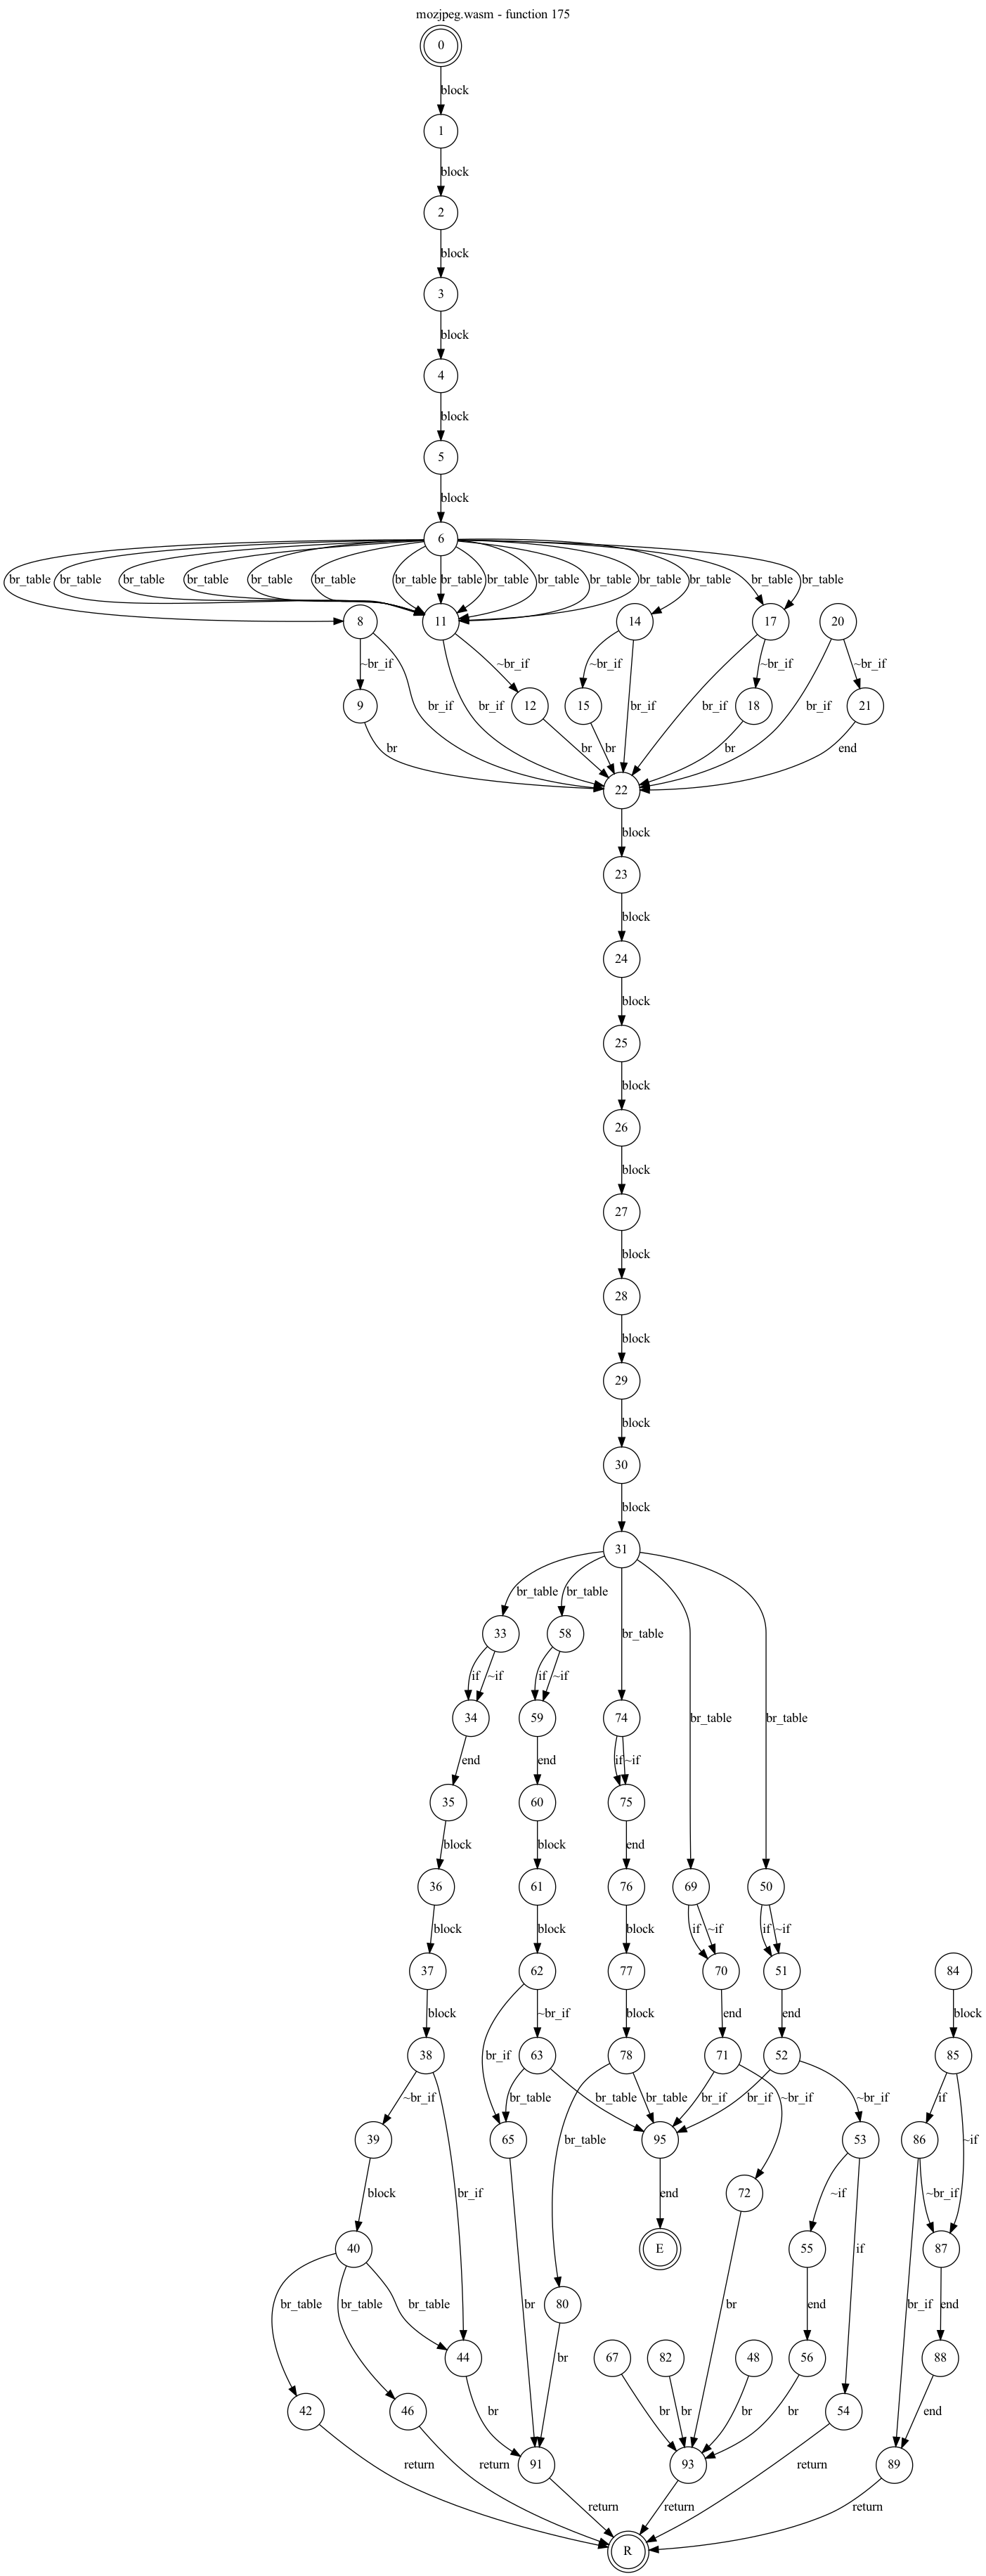 mozjpeg.wasm - function 175
0
block
1
block
2
block
3
block
4
block
5
block
6
br_table br_table br_table br_table br_table br_table br_table br_table br_table br_table br_table br_table br_table br_table br_table
8 11 14 17 20
~br_if ~br_if ~br_if ~br_if ~br_if
9 br_if br_if 12 15 br_if br_if 18 br_if 21
br br br br end
22
block
23
block
24
block
25
block
26
block
27
block
28
block
29
block
30
block
31
br_table br_table
33 58 br_table
if ~if if ~if
34 59 74 br_table br_table
end end if ~if
35 60 75
block block end
36 61 76 69 50
block block block if ~if if ~if
37 62 77 70 51 84
block ~br_if block end end block
38 br_if 63 78 71 52 85
~br_if br_table br_table br_table br_if br_if ~br_if ~br_if if
39 65 br_table 95 53 86 ~if
block br_if end 72 ~if ~br_if
40 E 55 if 87
br_table br_table br_table br 80 br end br_if end
44 br 67 82 48 56 88
42 46 br br br br br 54 end
return return 91 93 return 89
return return return
R